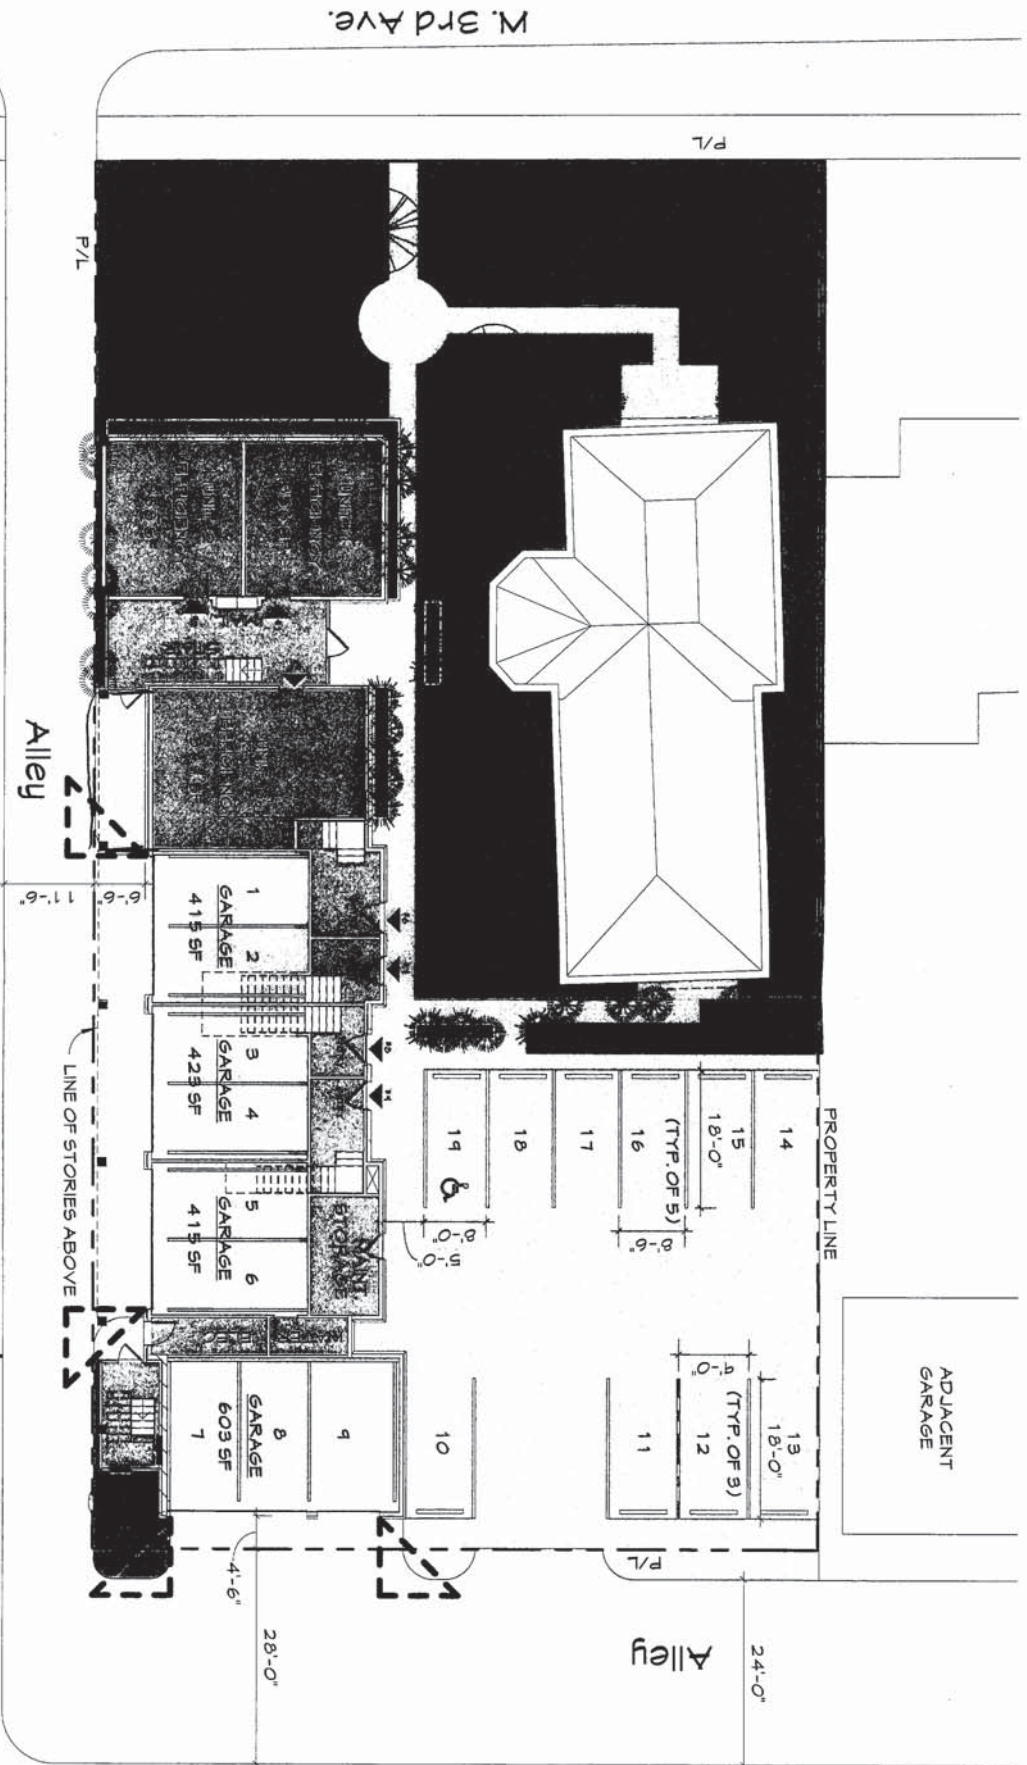 W. 3rd Ave.
P/L
P/L
Alley
MAIL
11'-6"
6'-6"
1
GARAGE
415 SF
2
3
GARAGE
423 SF
4
5
GARAGE
415 SF
6
LINE OF STORIES ABOVE
MAINT.
STORAGE
ELEC
WATER
7
8
GARAGE
603 SF
9
10
11
12
(TYP. OF 3)
9'-0"
13
18'-0"
14
15
18'-0"
16
(TYP. OF 5)
8'-6"
17
18
19
8'-0"
5'-0"
PROPERTY LINE
ADJACENT
GARAGE
P/L
4'-6"
28'-0"
24'-0"
Alley